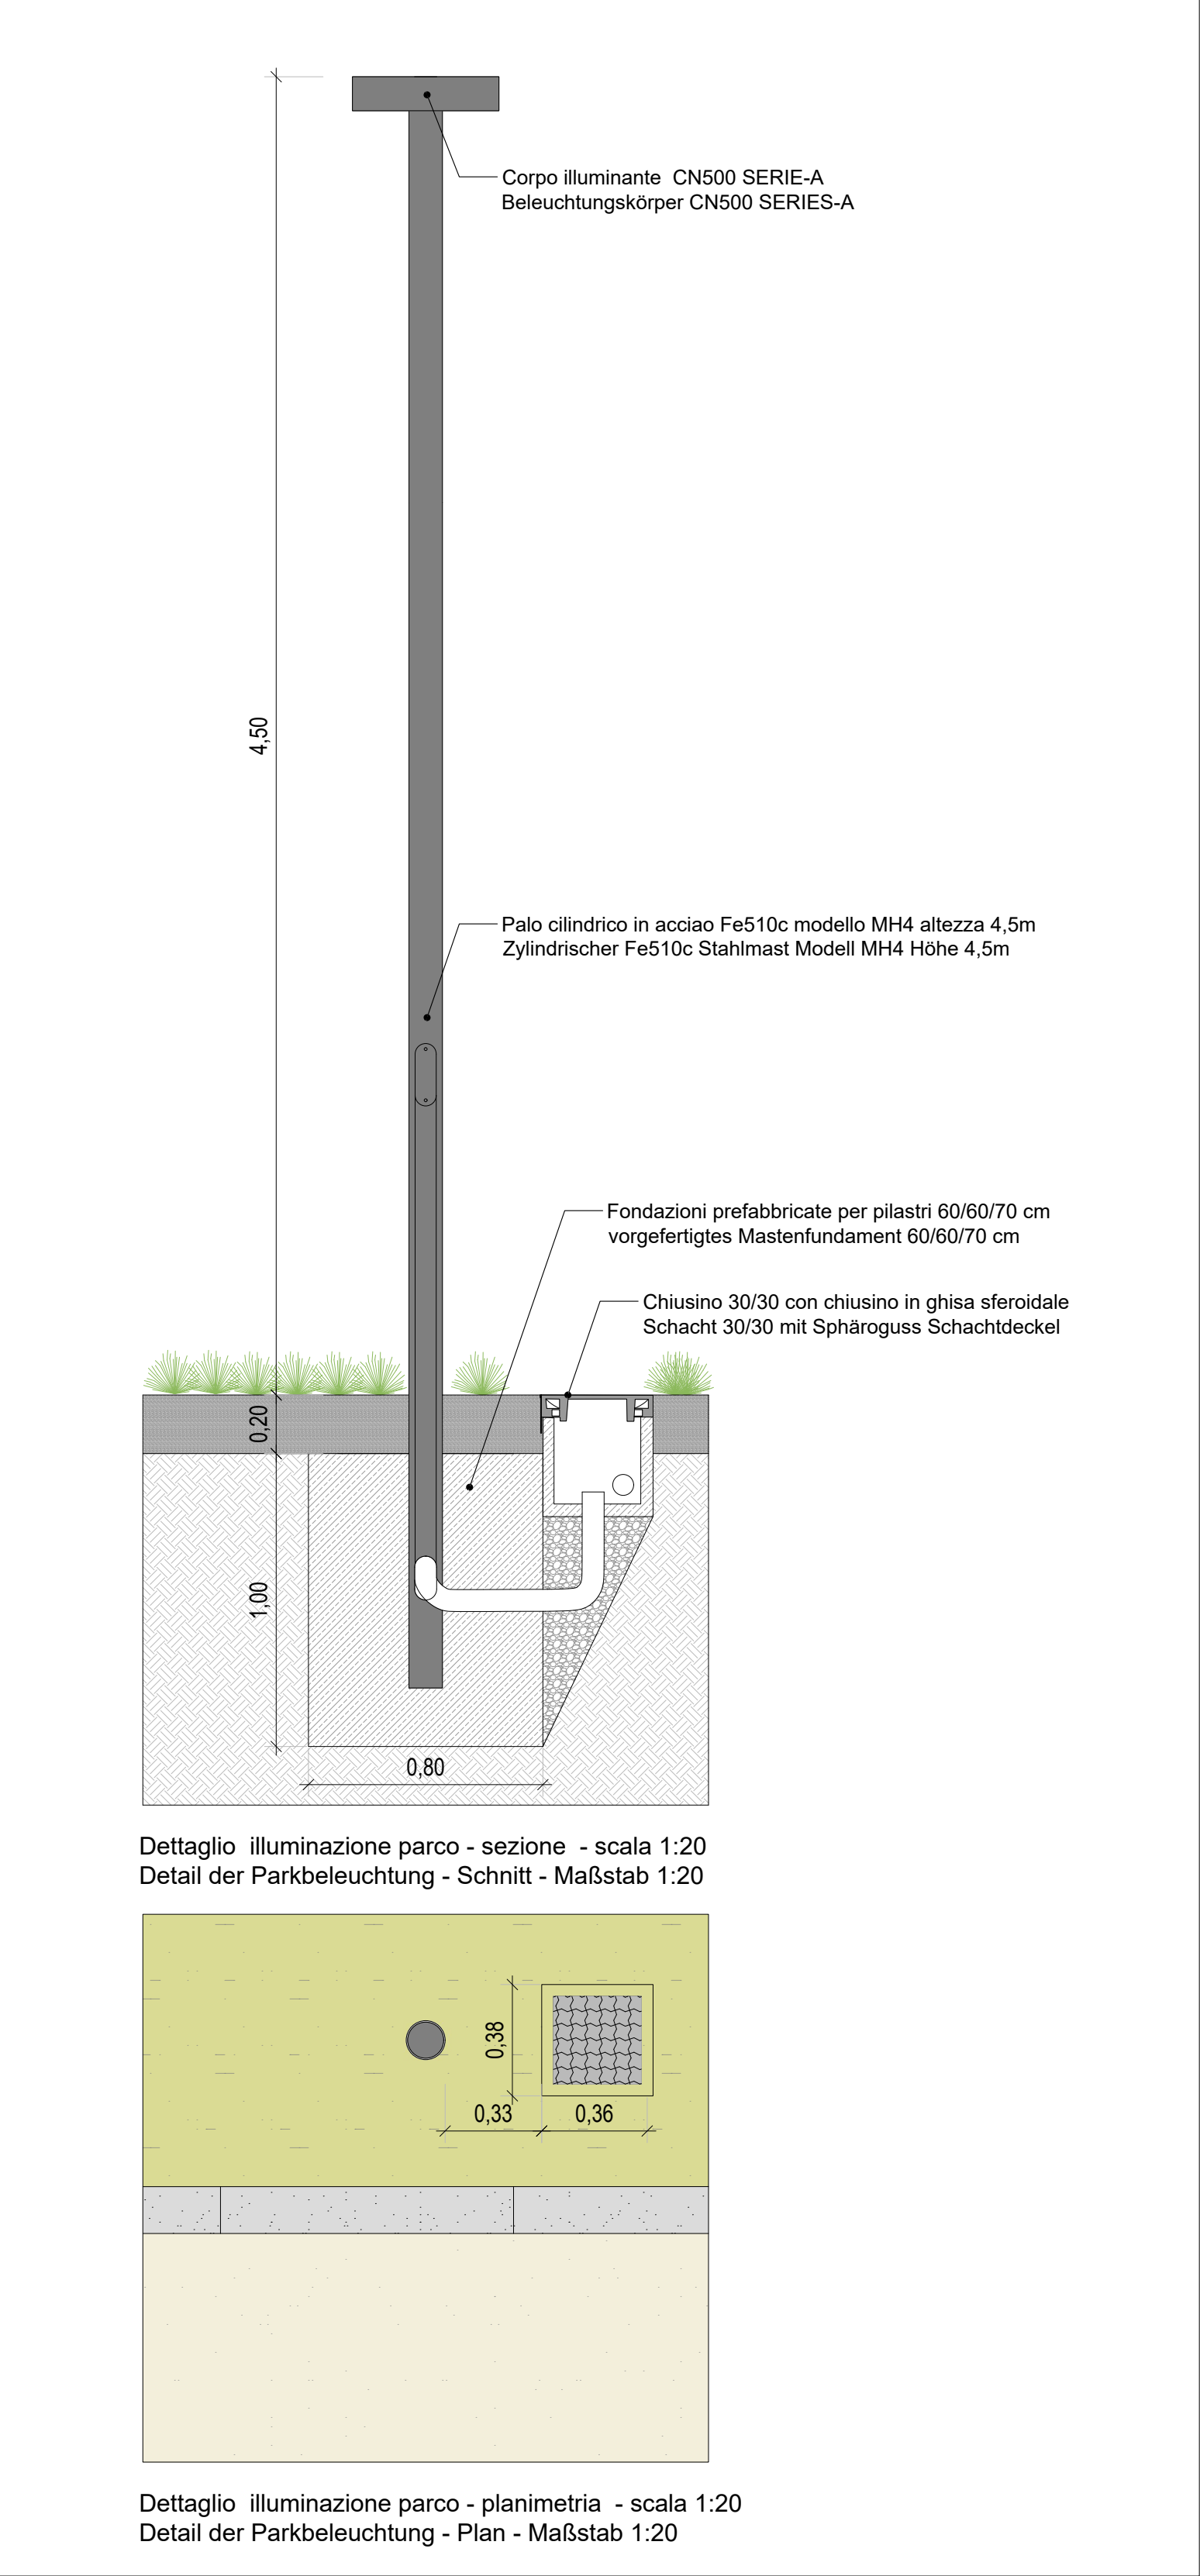 Corpo illuminante  CN500 SERIE-A
Beleuchtungskörper CN500 SERIES-A
4,50
Palo cilindrico in acciao Fe510c modello MH4 altezza 4,5m
Zylindrischer Fe510c Stahlmast Modell MH4 Höhe 4,5m
Fondazioni prefabbricate per pilastri 60/60/70 cm
vorgefertigtes Mastenfundament 60/60/70 cm
Chiusino 30/30 con chiusino in ghisa sferoidale
Schacht 30/30 mit Sphäroguss Schachtdeckel
0,20
1,00
0,80
Dettaglio  illuminazione parco - sezione  - scala 1:20
Detail der Parkbeleuchtung - Schnitt - Maßstab 1:20
0,38
0,33
0,36
Dettaglio  illuminazione parco - planimetria  - scala 1:20
Detail der Parkbeleuchtung - Plan - Maßstab 1:20